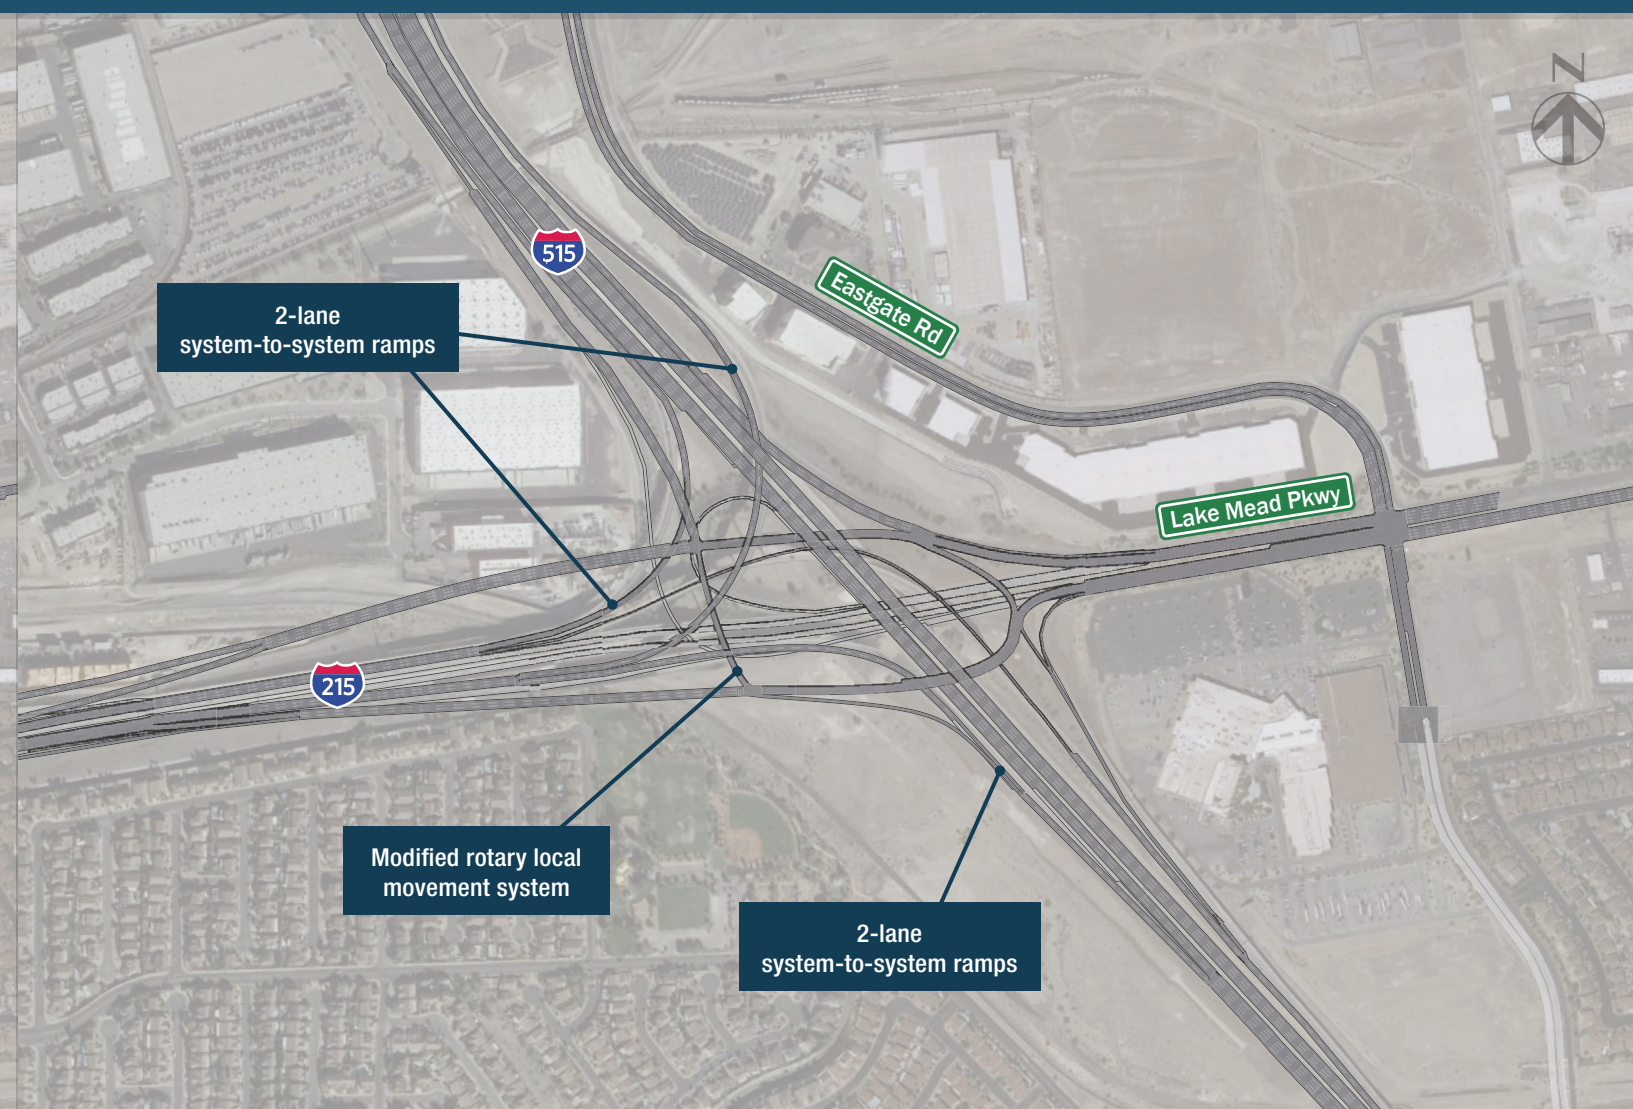 N
515
Eastgate Rd
2-lane
system-to-system ramps
Lake Mead Pkwy
215
Modified rotary local
movement system
2-lane
system-to-system ramps